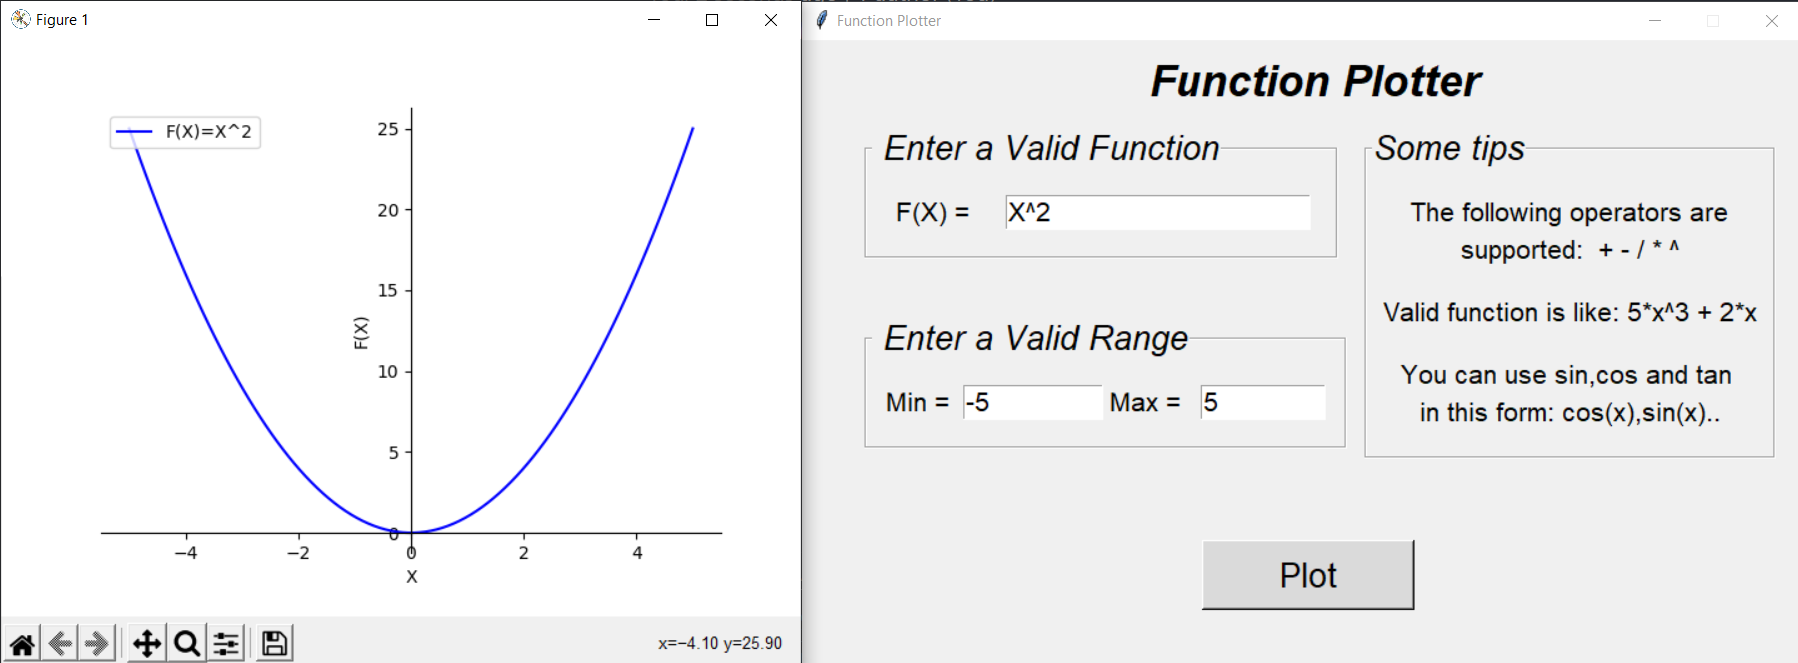 Figure 1
F(X)=X^2
25
20
15
10
5
0
F(X)
−4
−2
0
2
4
X
x=−4.10 y=25.90
Function Plotter
Function Plotter
Enter a Valid Function
F(X) =
X^2
Enter a Valid Range
Min =
-5
Max =
5
Some tips
The following operators are
supported:  + - / * ^
Valid function is like: 5*x^3 + 2*x
You can use sin,cos and tan
in this form: cos(x),sin(x)..
Plot